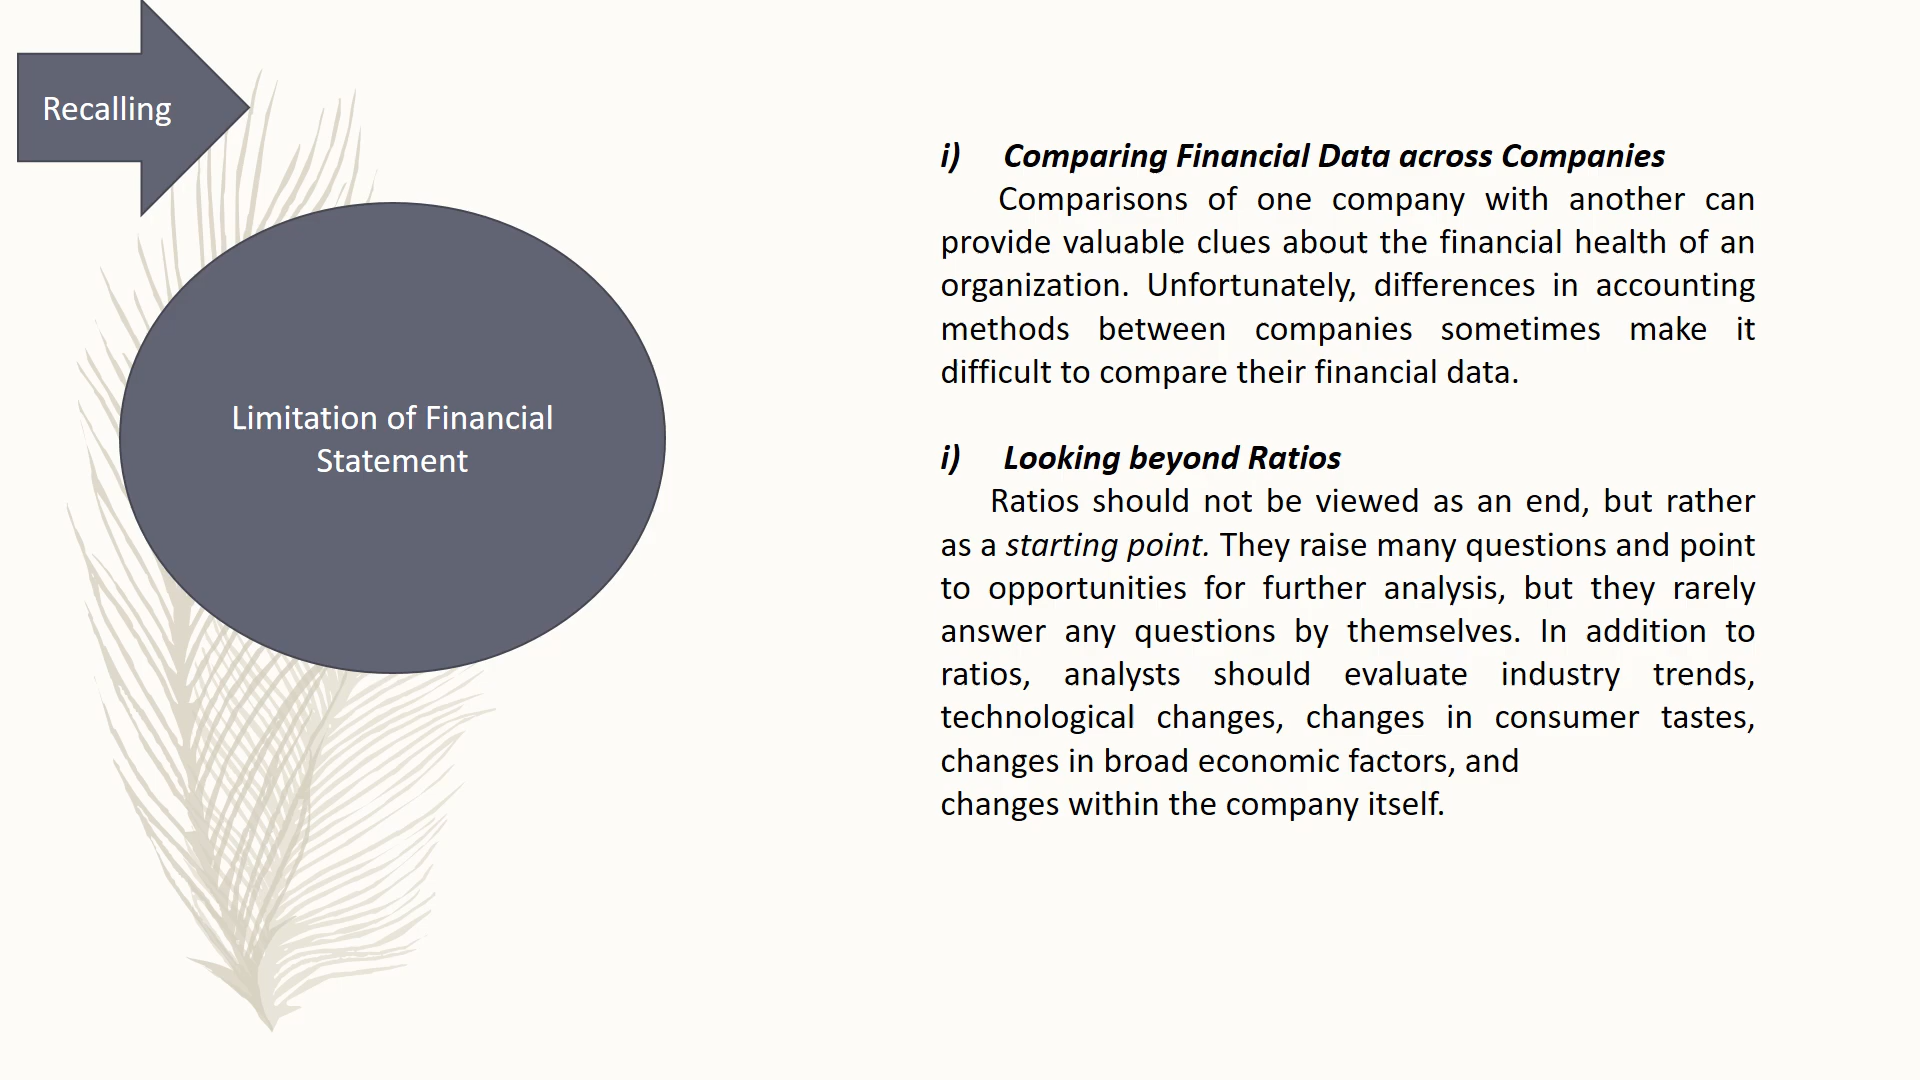 Recalling
Limitation of Financial
Statement
i) Comparing Financial Data across Companies
Comparisons of one company with another can
provide valuable clues about the financial health of an
organization. Unfortunately, differences in accounting
methods between companies sometimes make it
difficult to compare their financial data.
i) Looking beyond Ratios
Ratios should not be viewed as an end, but rather
as a starting point. They raise many questions and point
to opportunities for further analysis, but they rarely
answer any questions by themselves. In addition to
ratios, analysts should evaluate industry trends,
technological changes, changes in consumer tastes,
changes in broad economic factors, and
changes within the company itself.